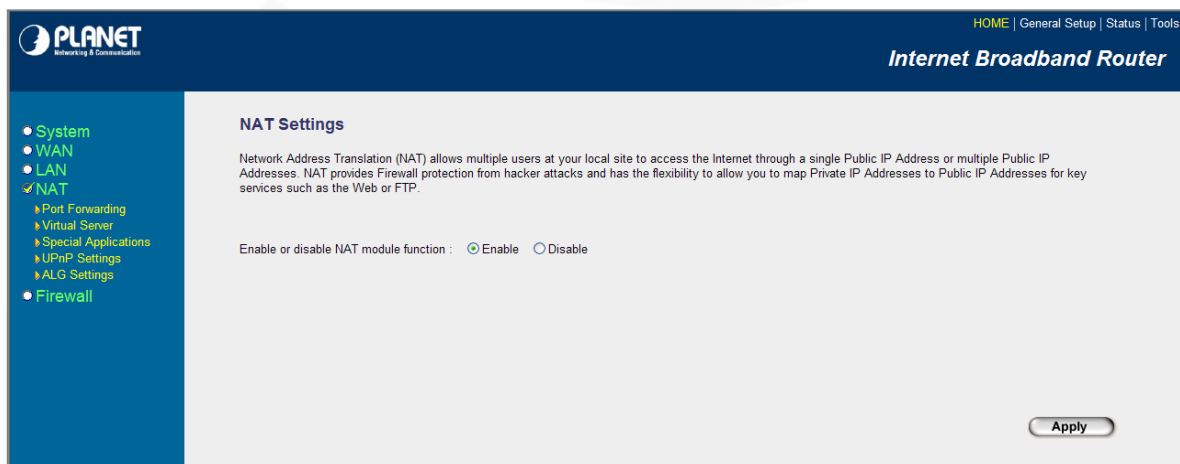 PLANET
Networking & Communication
HOME | General Setup | Status | Tools
Internet Broadband Router
System
WAN
LAN
NAT
Port Forwarding
Virtual Server
Special Applications
UPnP Settings
ALG Settings
Firewall
NAT Settings
Network Address Translation (NAT) allows multiple users at your local site to access the Internet through a single Public IP Address or multiple Public IP
Addresses. NAT provides Firewall protection from hacker attacks and has the flexibility to allow you to map Private IP Addresses to Public IP Addresses for key
services such as the Web or FTP.
Enable or disable NAT module function : Enable Disable
Apply